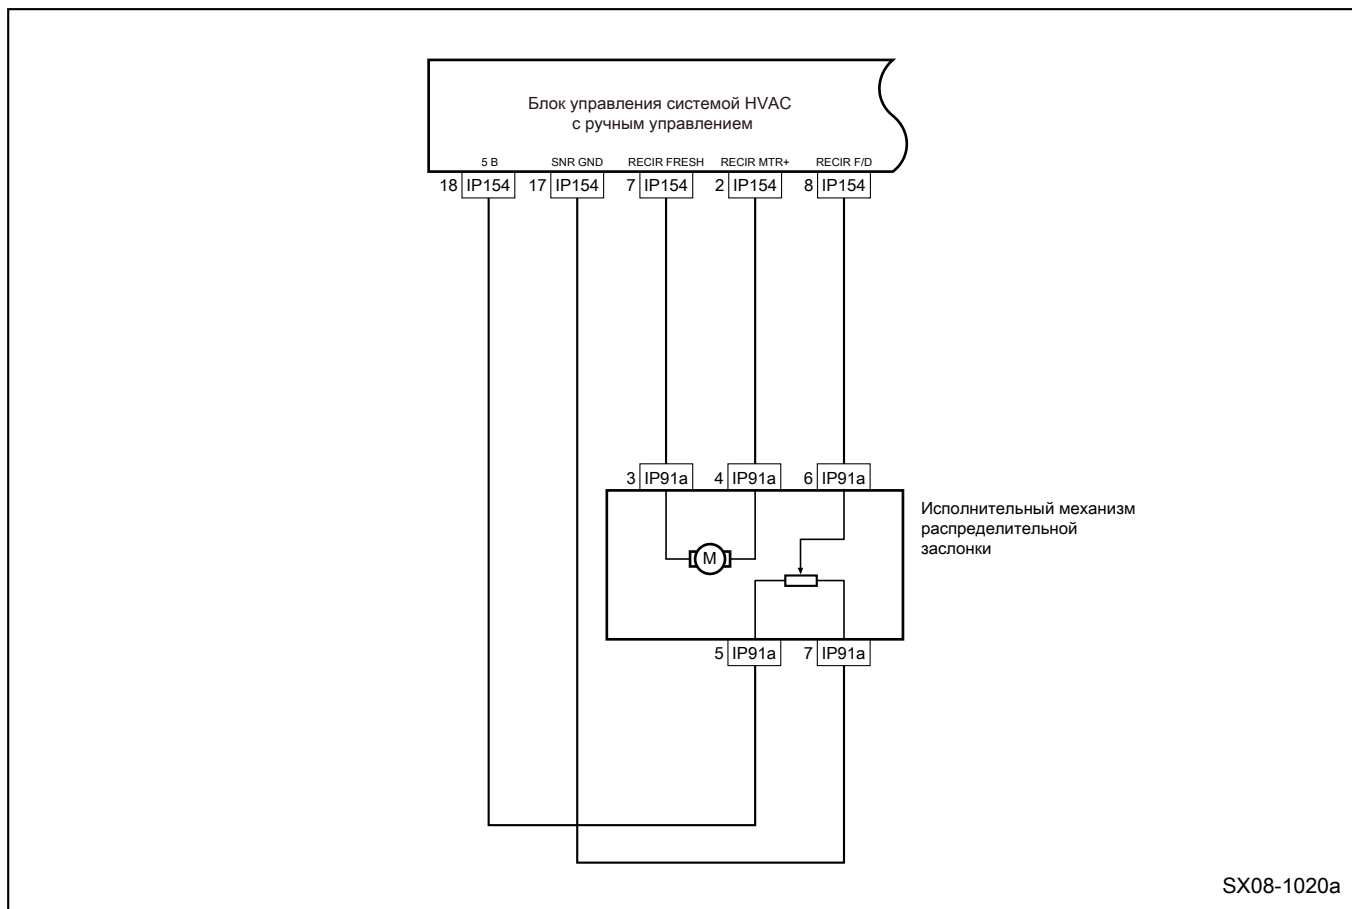 Блок управления системой HVAC
с ручным управлением
5 В SNR GND RECIR FRESH RECIR MTR+ RECIR F/D
18 IP154 17 IP154 7 IP154 2 IP154 8 IP154
3 IP91a 4 IP91a 6 IP91a
Исполнительный механизм
распределительной
заслонки
M
5 IP91a 7 IP91a
SX08-1020a